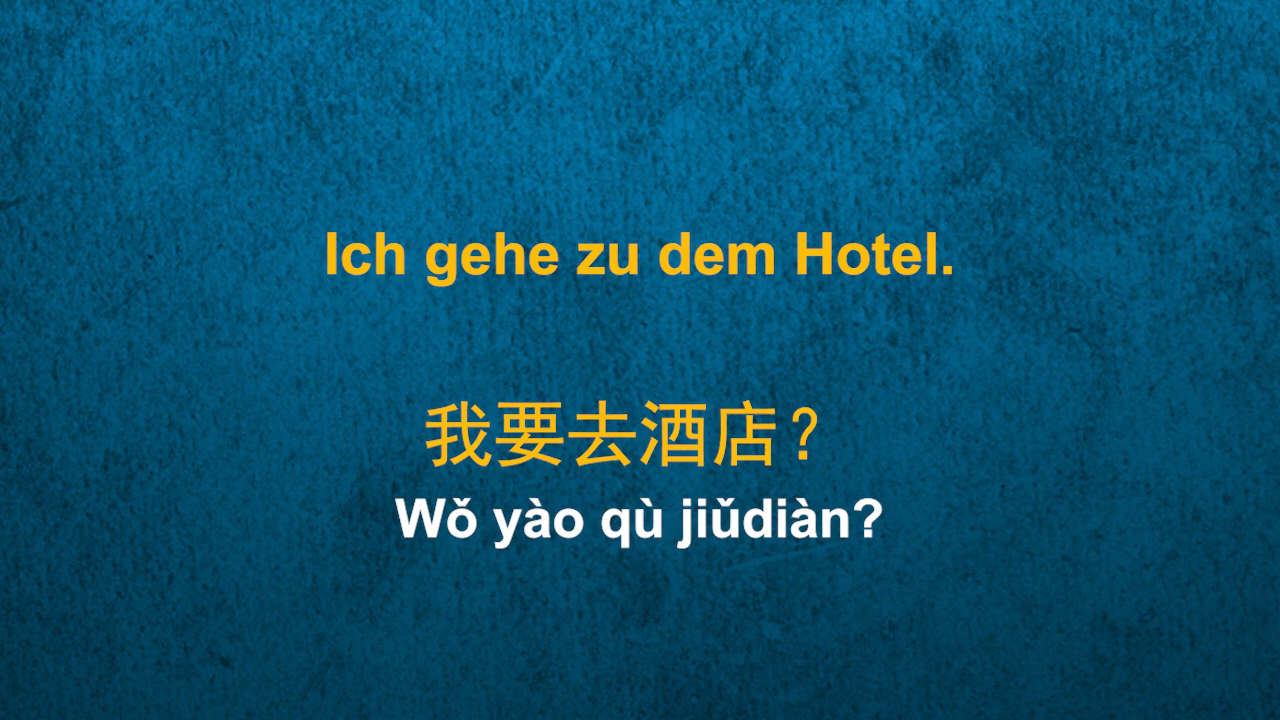 Ich gehe zu dem Hotel.
我要去酒店？
Wǒ yào qù jiǔdiàn?